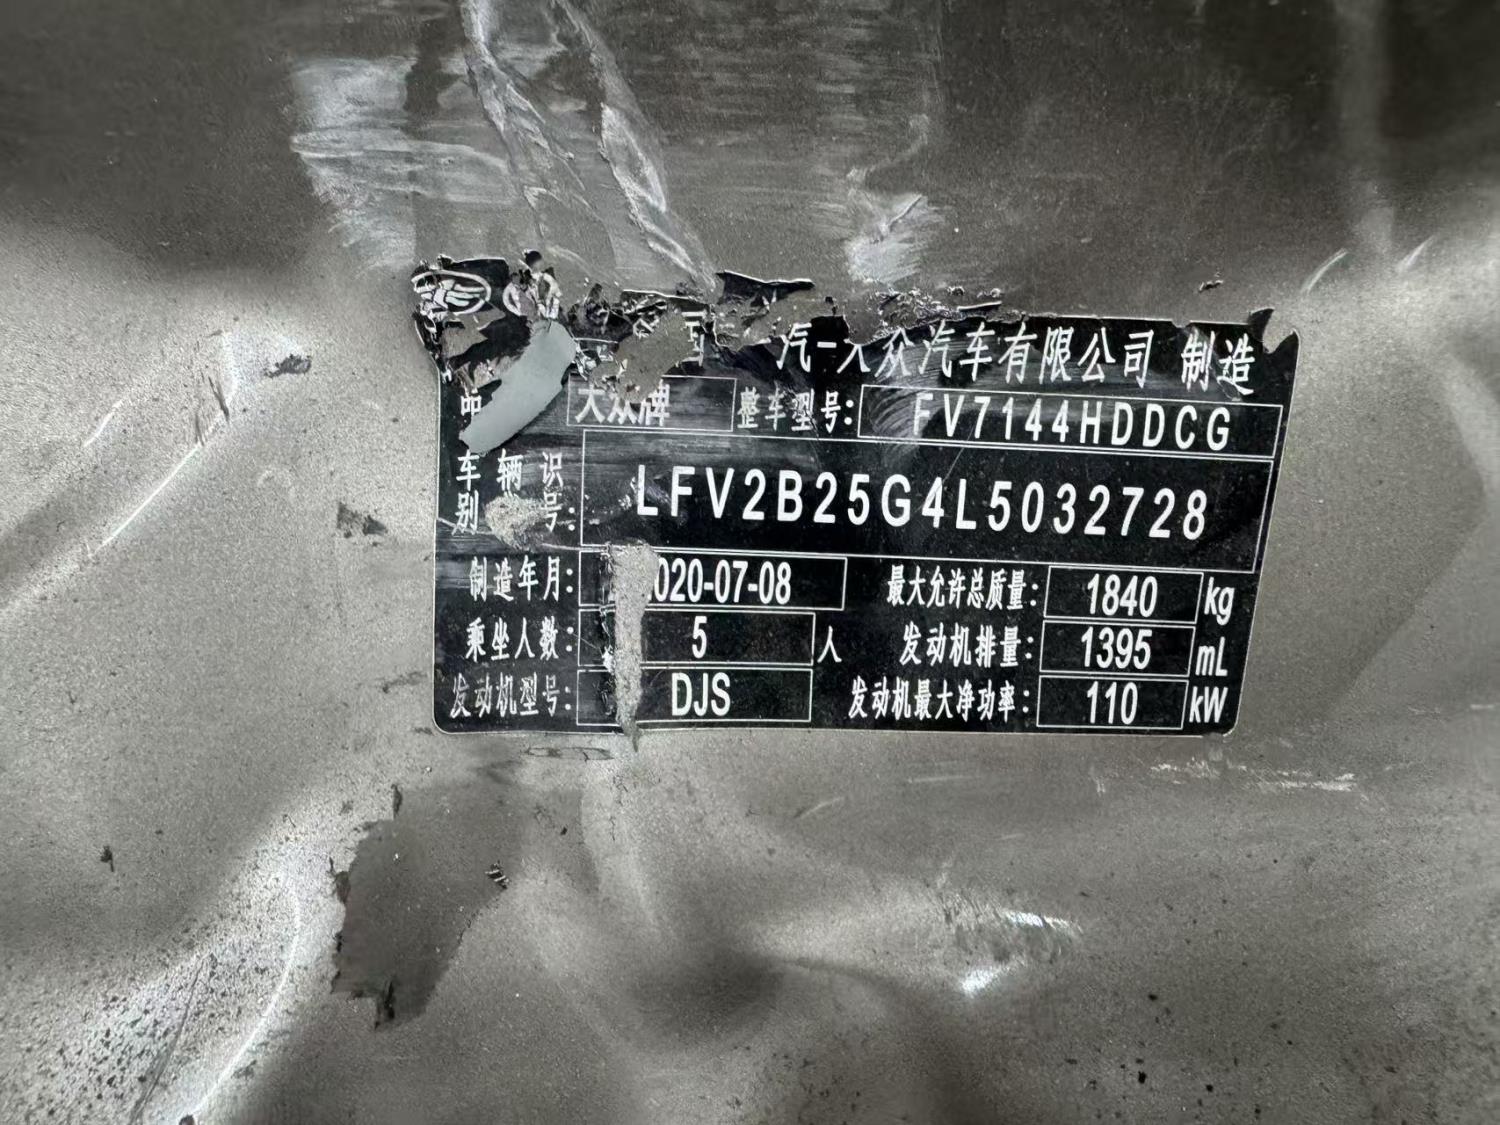 国 一汽-大众汽车有限公司 制造
品 大众牌 整车型号: FV7144HDDCG
车辆识别 号: LFV2B25G4L5032728
制造年月: 020-07-08 最大允许总质量: 1840 kg
乘坐人数: 5 人 发动机排量: 1395 mL
发动机型号: DJS 发动机最大净功率: 110 kW